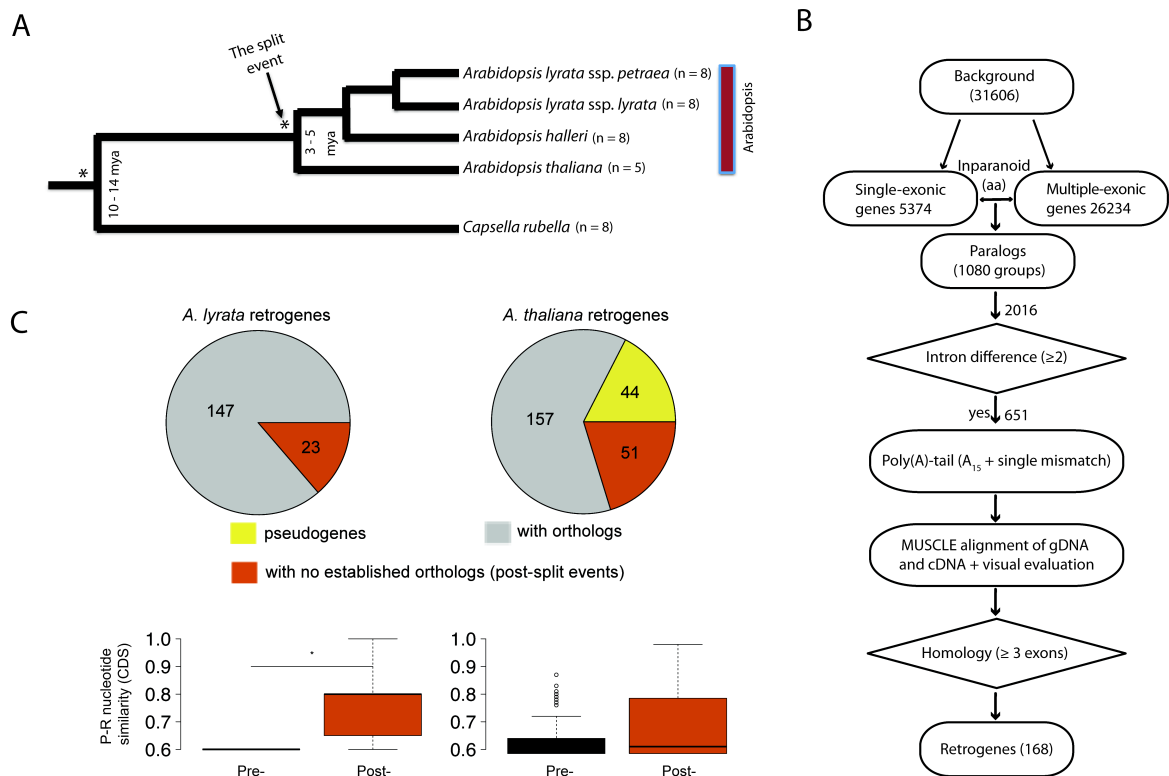 A
The split
event
*
*
10 - 14 mya
3 - 5
mya
Arabidopsis lyrata ssp. petraea (n = 8)
Arabidopsis lyrata ssp. lyrata (n = 8)
Arabidopsis halleri (n = 8)
Arabidopsis thaliana (n = 5)
Capsella rubella (n = 8)
Arabidopsis
B
Background
(31606)
Inparanoid
(aa)
Single-exonic
genes 5374
Multiple-exonic
genes 26234
Paralogs
(1080 groups)
2016
Intron difference (≥2)
yes 651
Poly(A)-tail (A15 + single mismatch)
MUSCLE alignment of gDNA
and cDNA + visual evaluation
Homology (≥ 3 exons)
Retrogenes (168)
C
A. lyrata retrogenes
147
23
A. thaliana retrogenes
157
44
51
pseudogenes
with orthologs
with no established orthologs (post-split events)
P-R nucleotide
similarity (CDS)
1.0
0.9
0.8
0.7
0.6
*
Pre-
Post-
1.0
0.9
0.8
0.7
0.6
Pre-
Post-